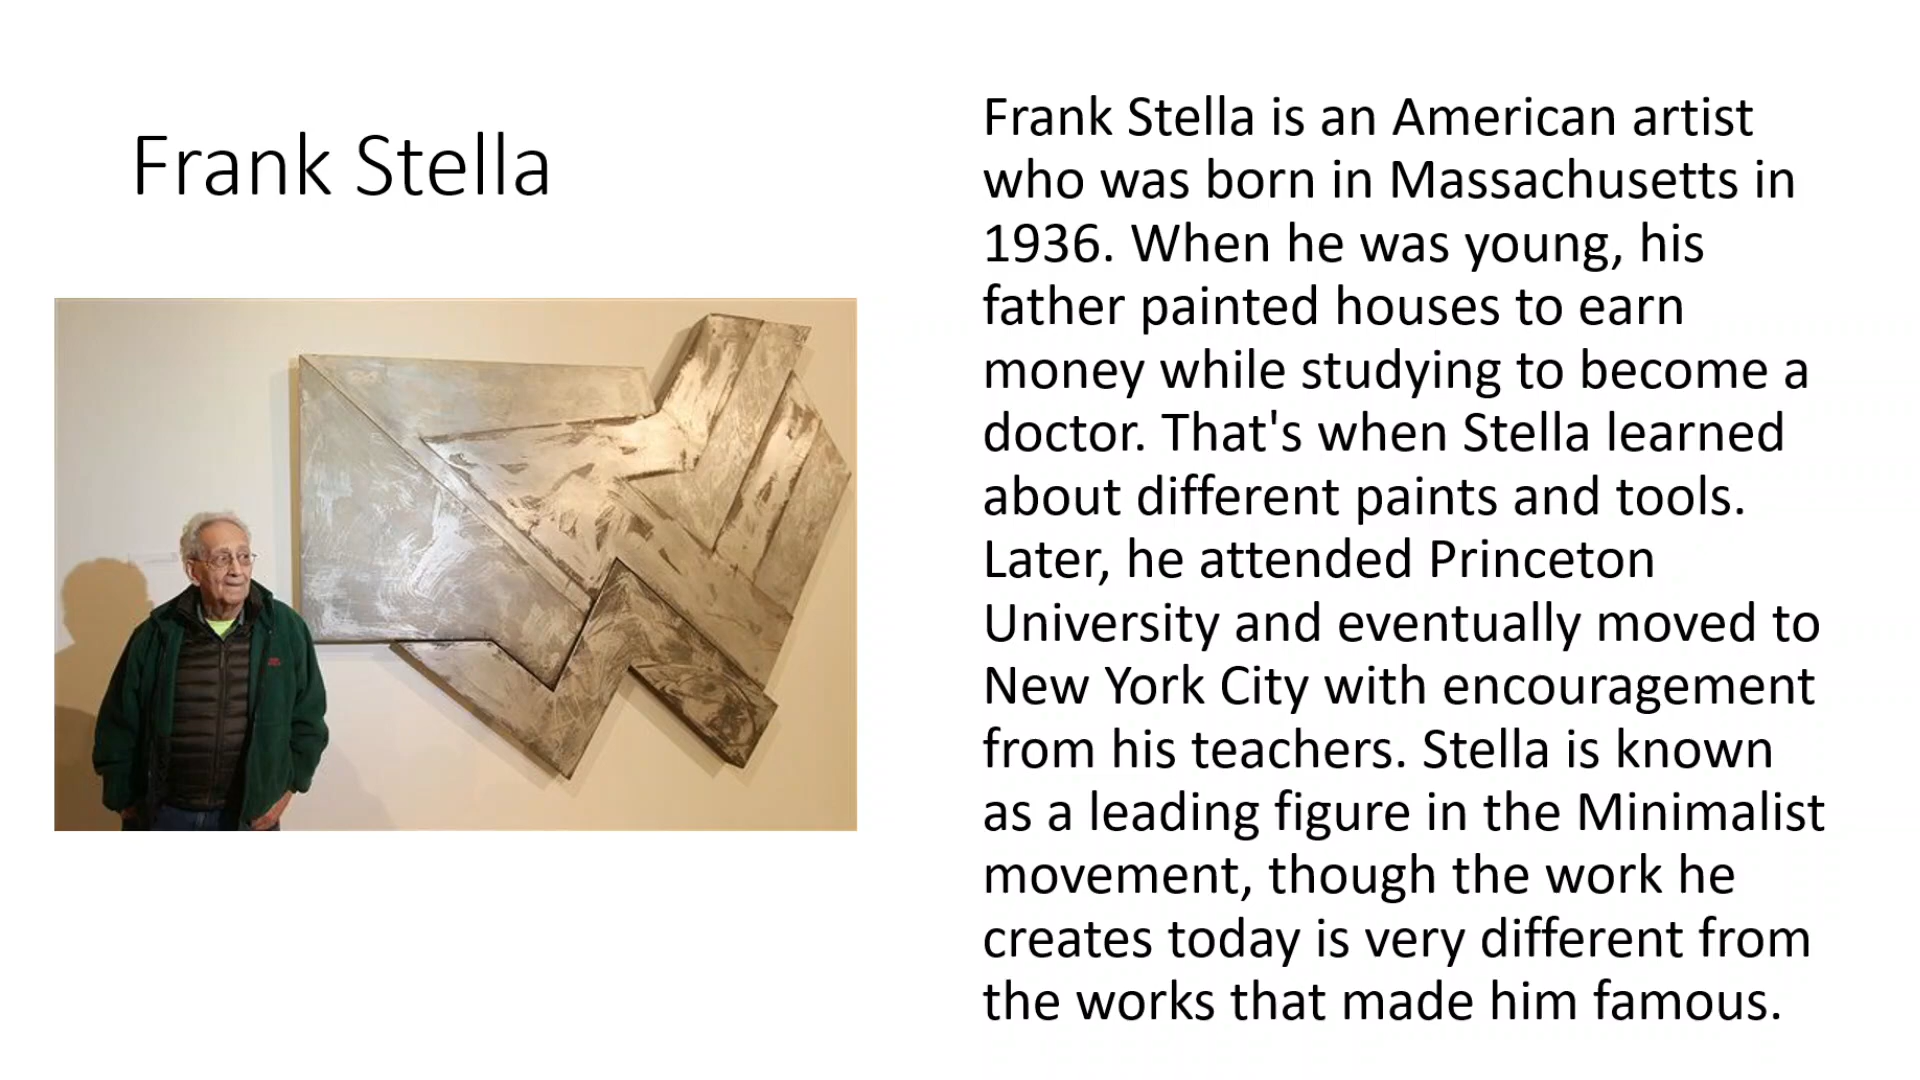 Frank Stella
Frank Stella is an American artist
who was born in Massachusetts in
1936. When he was young, his
father painted houses to earn
money while studying to become a
doctor. That's when Stella learned
about different paints and tools.
Later, he attended Princeton
University and eventually moved to
New York City with encouragement
from his teachers. Stella is known
as a leading figure in the Minimalist
movement, though the work he
creates today is very different from
the works that made him famous.